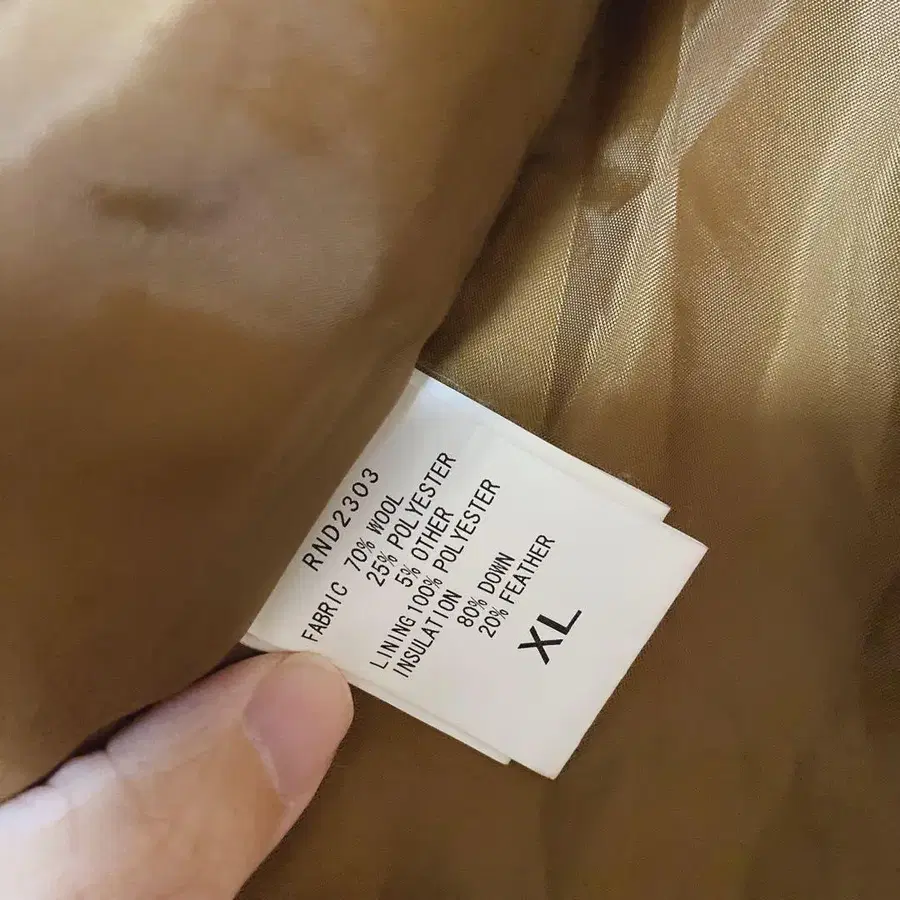 RND2303
FABRIC 70% WOOL
25% POLYESTER
5% OTHER
LINING 100% POLYESTER
INSULATION
80% DOWN
20% FEATHER
XL